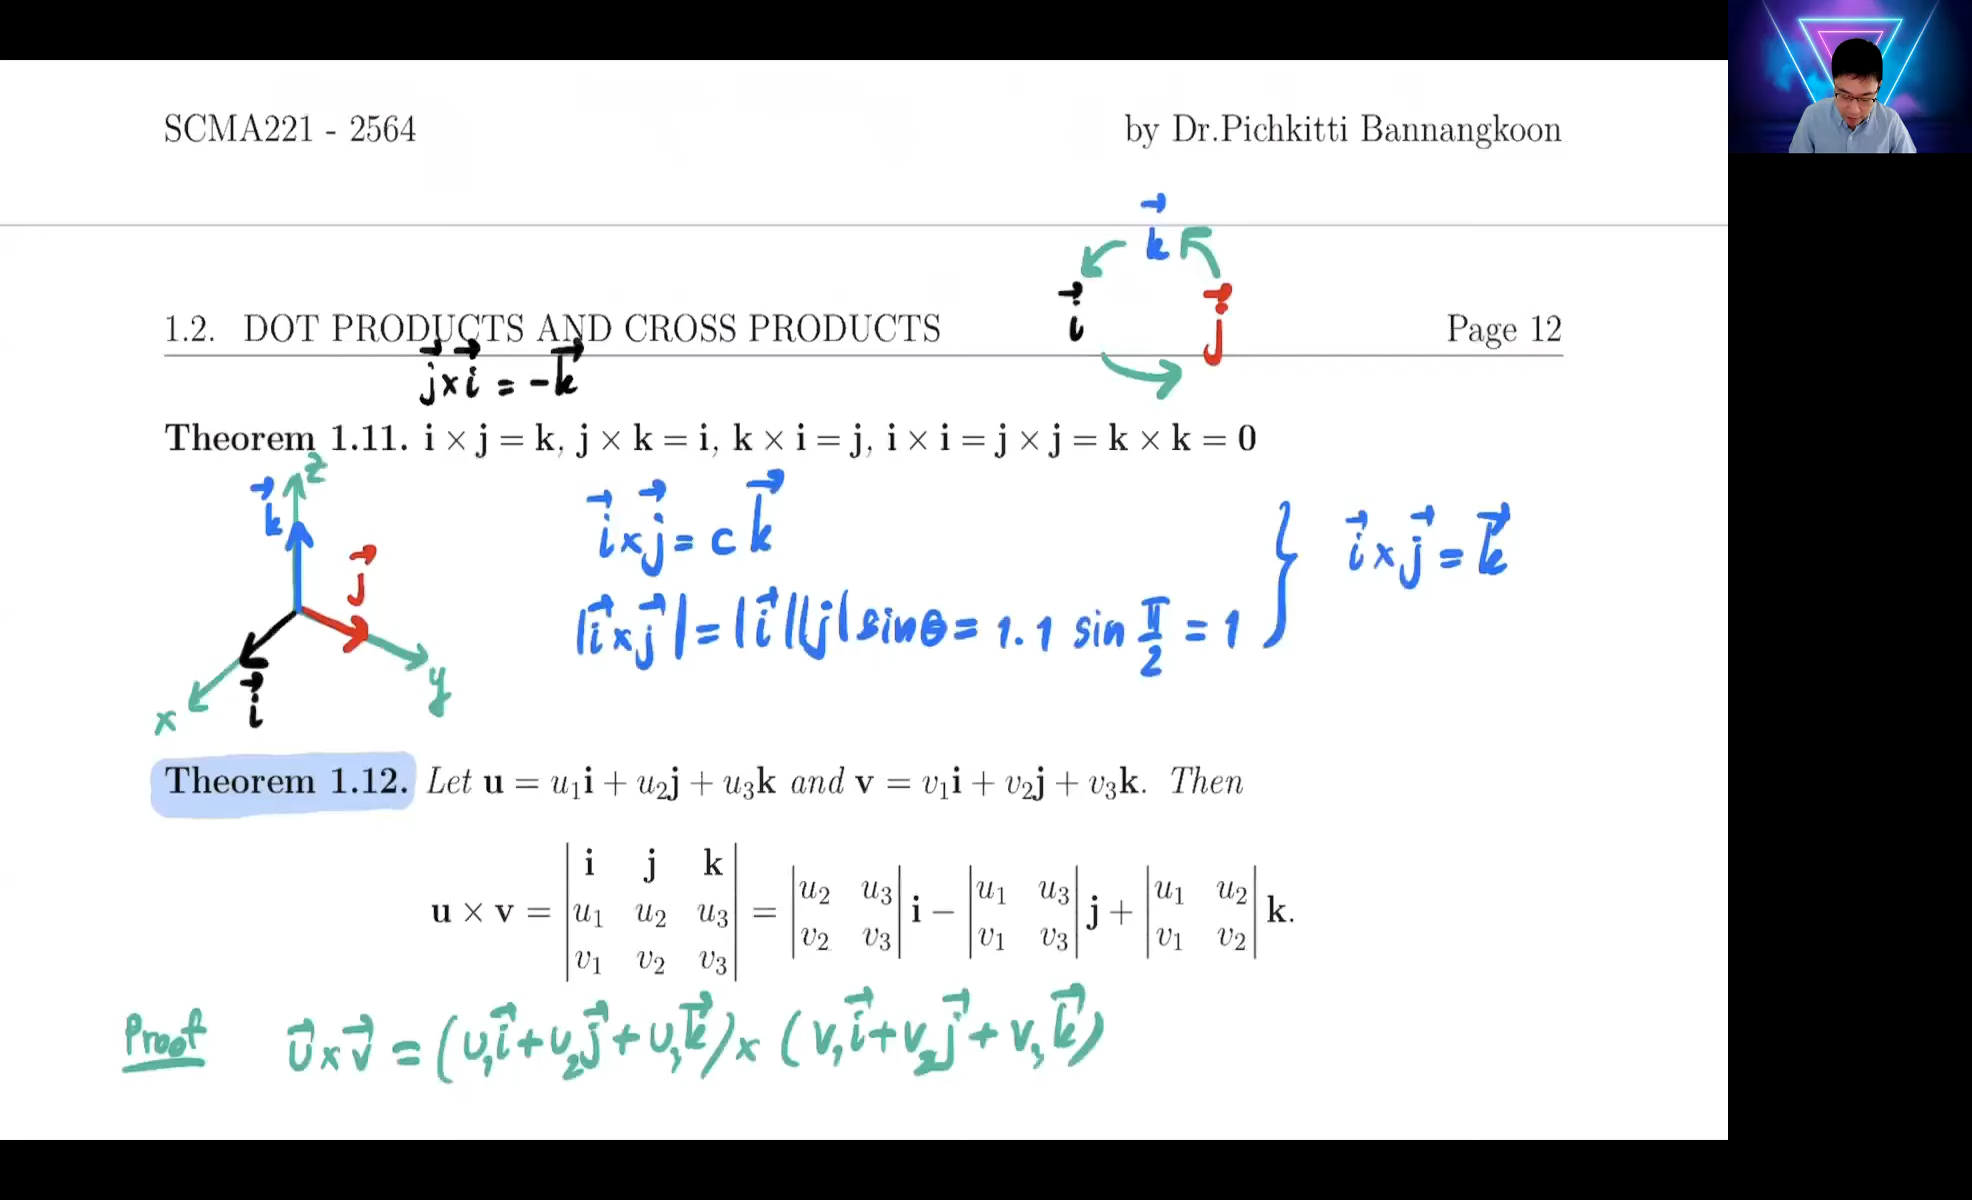 SCMA221 - 2564
by Dr.Pichkitti Bannangkoon
k⃗
i⃗ j⃗
1.2. DOT PRODUCTS AND CROSS PRODUCTS
Page 12
j⃗ × i⃗ = -k⃗
Theorem 1.11. i × j = k, j × k = i, k × i = j, i × i = j × j = k × k = 0
z
k⃗
j⃗
i⃗
x
y
i⃗ × j⃗ = c k⃗
|i⃗ × j⃗| = |i⃗||j| sin θ = 1.1 sin π/2 = 1
} i⃗ × j⃗ = k⃗
Theorem 1.12. Let u = u₁i + u₂j + u₃k and v = v₁i + v₂j + v₃k. Then
u × v = |i j k; u₁ u₂ u₃; v₁ v₂ v₃| = |u₂ u₃; v₂ v₃| i − |u₁ u₃; v₁ v₃| j + |u₁ u₂; v₁ v₂| k.
Proof u⃗ × v⃗ = (u₁i⃗ + u₂j⃗ + u₃k⃗) × (v₁i⃗ + v₂j⃗ + v₃k⃗)